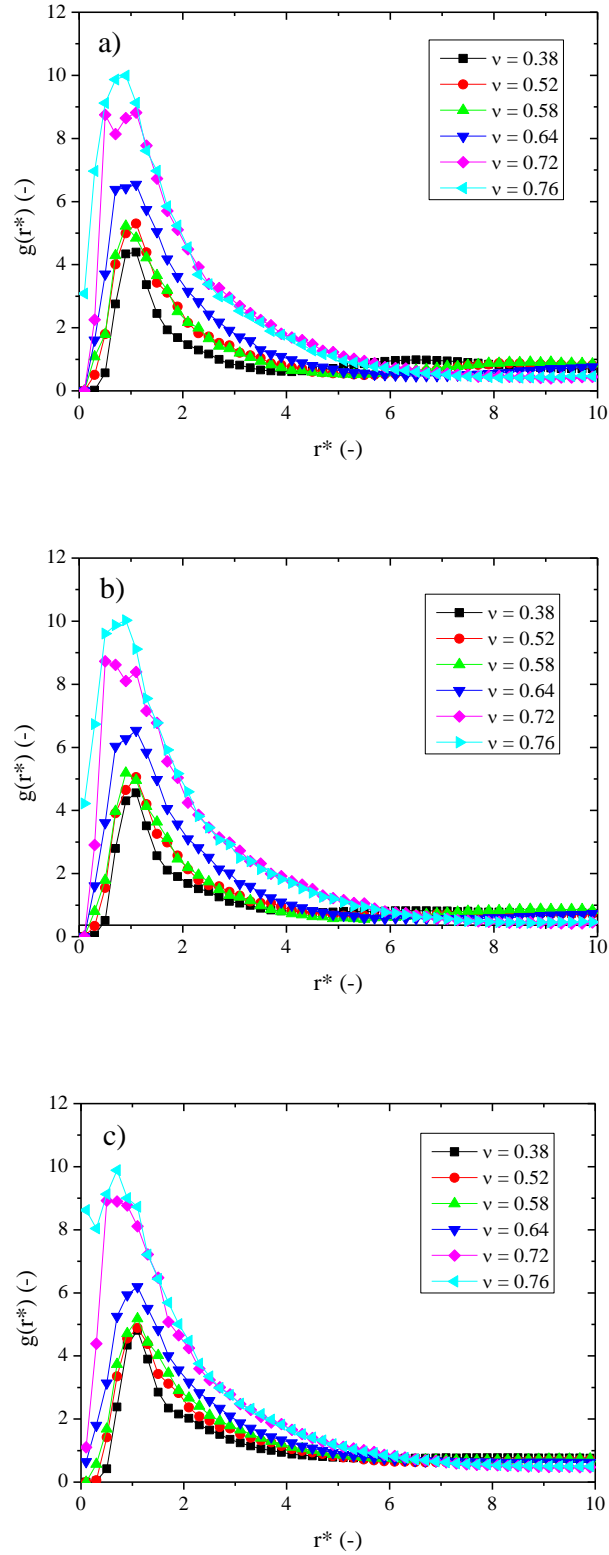 a)
ν = 0.38
ν = 0.52
ν = 0.58
ν = 0.64
ν = 0.72
ν = 0.76
12
10
8
6
4
2
0
g(r*) (-)
0 2 4 6 8 10
r* (-)
b)
ν = 0.38
ν = 0.52
ν = 0.58
ν = 0.64
ν = 0.72
ν = 0.76
12
10
8
6
4
2
0
g(r*) (-)
0 2 4 6 8 10
r* (-)
c)
ν = 0.38
ν = 0.52
ν = 0.58
ν = 0.64
ν = 0.72
ν = 0.76
12
10
8
6
4
2
0
g(r*) (-)
0 2 4 6 8 10
r* (-)